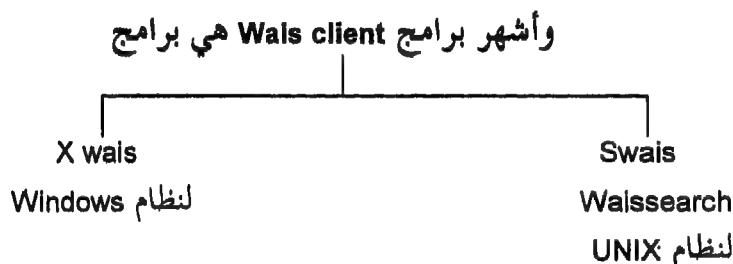 وأشهر برامج Wais client هي برامج
Swais
Waissearch
لنظام UNIX
X wais
لنظام Windows